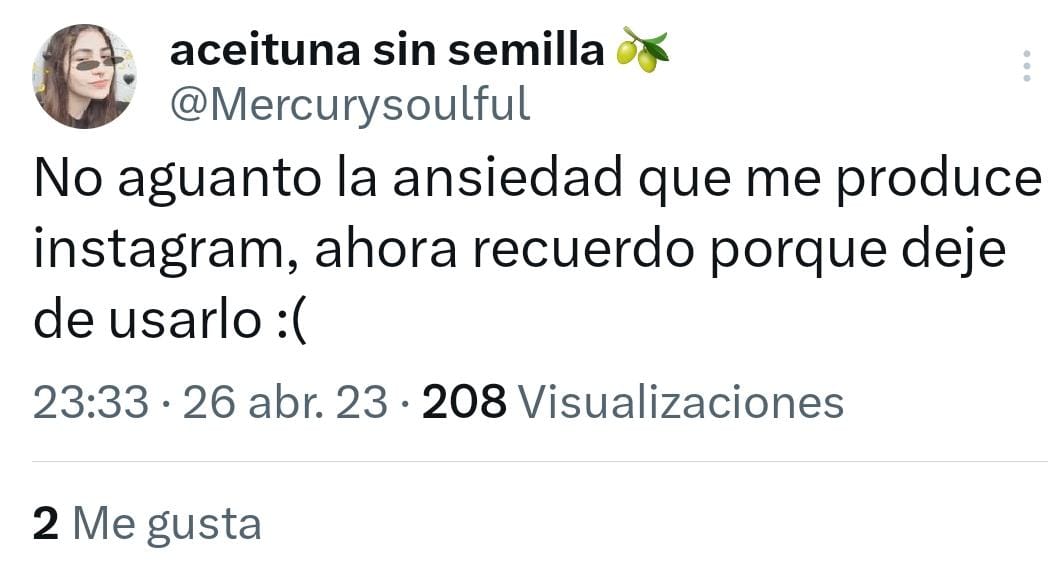 aceituna sin semilla 🫒
@Mercurysoulful
No aguanto la ansiedad que me produce
instagram, ahora recuerdo porque deje
de usarlo :(
23:33 · 26 abr. 23 · 208 Visualizaciones
2 Me gusta